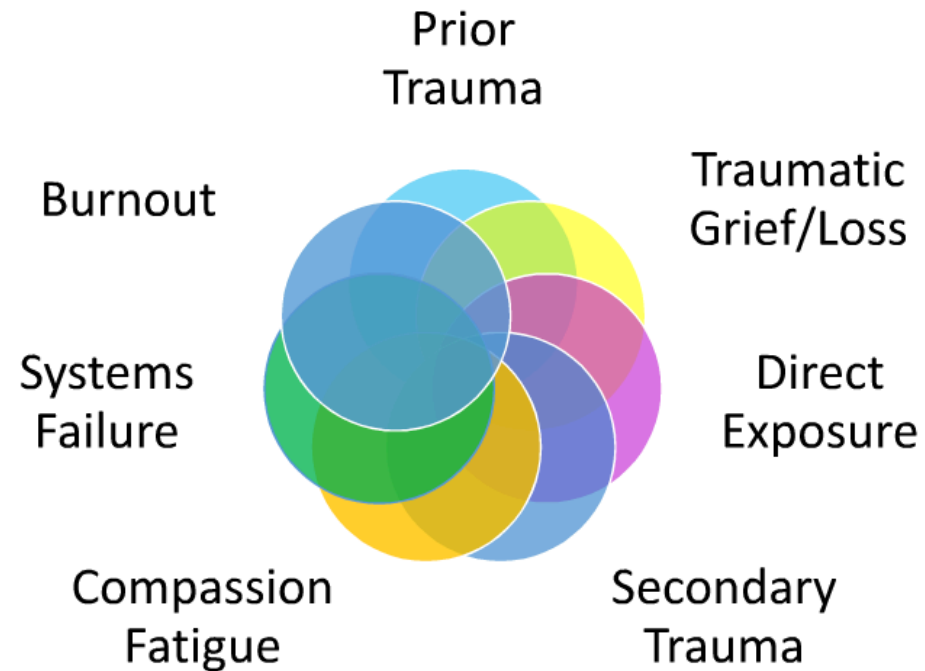 Prior
Trauma
Traumatic
Grief/Loss
Direct
Exposure
Secondary
Trauma
Compassion
Fatigue
Systems
Failure
Burnout